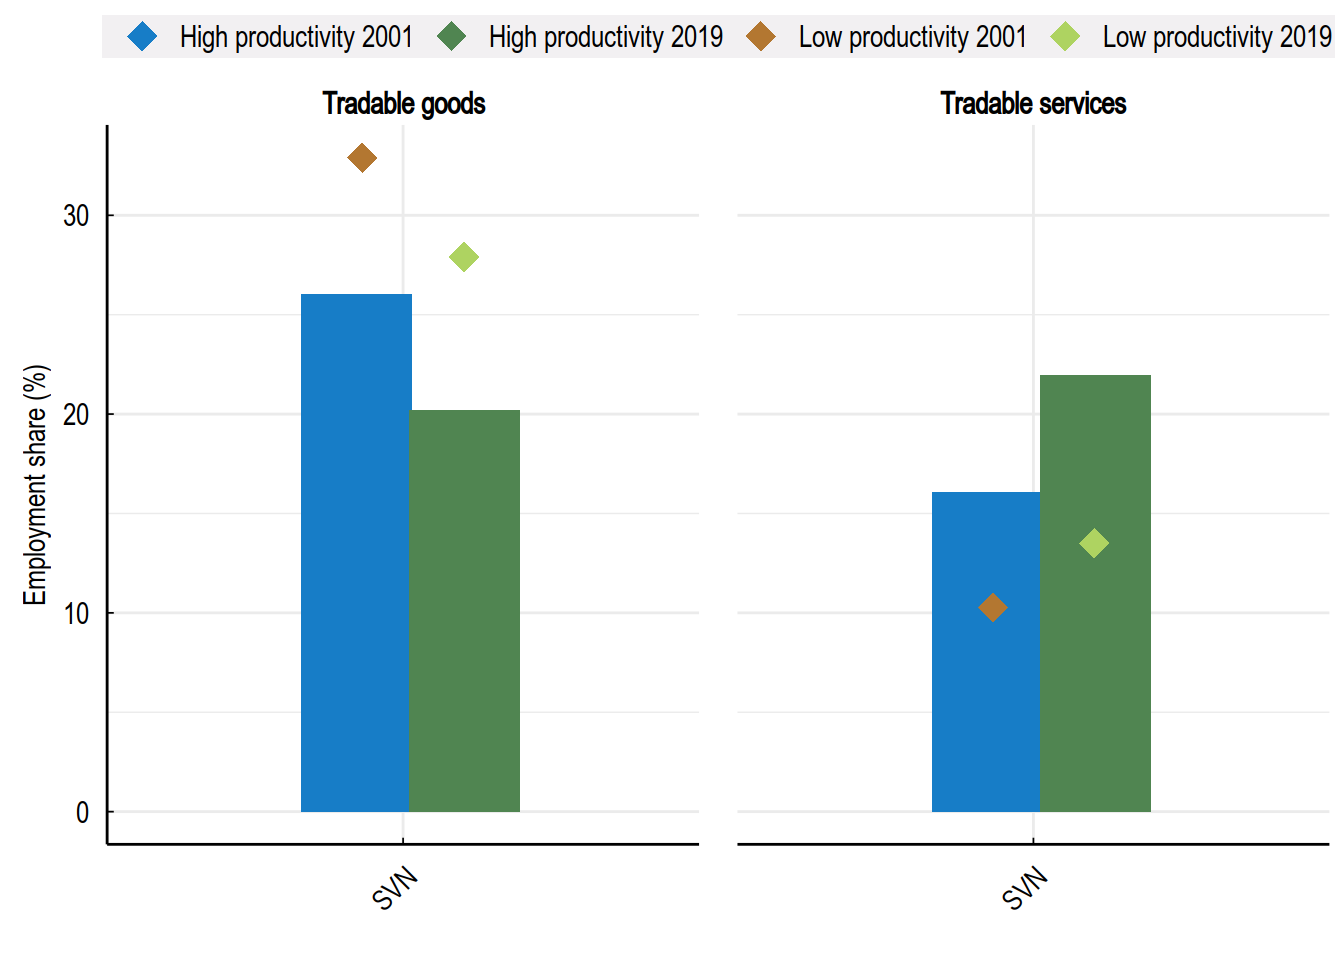 High productivity 2001 High productivity 2019 Low productivity 2001 Low productivity 2019
Tradable goods Tradable services
Employment share (%)
30
20
10
0
SVN SVN